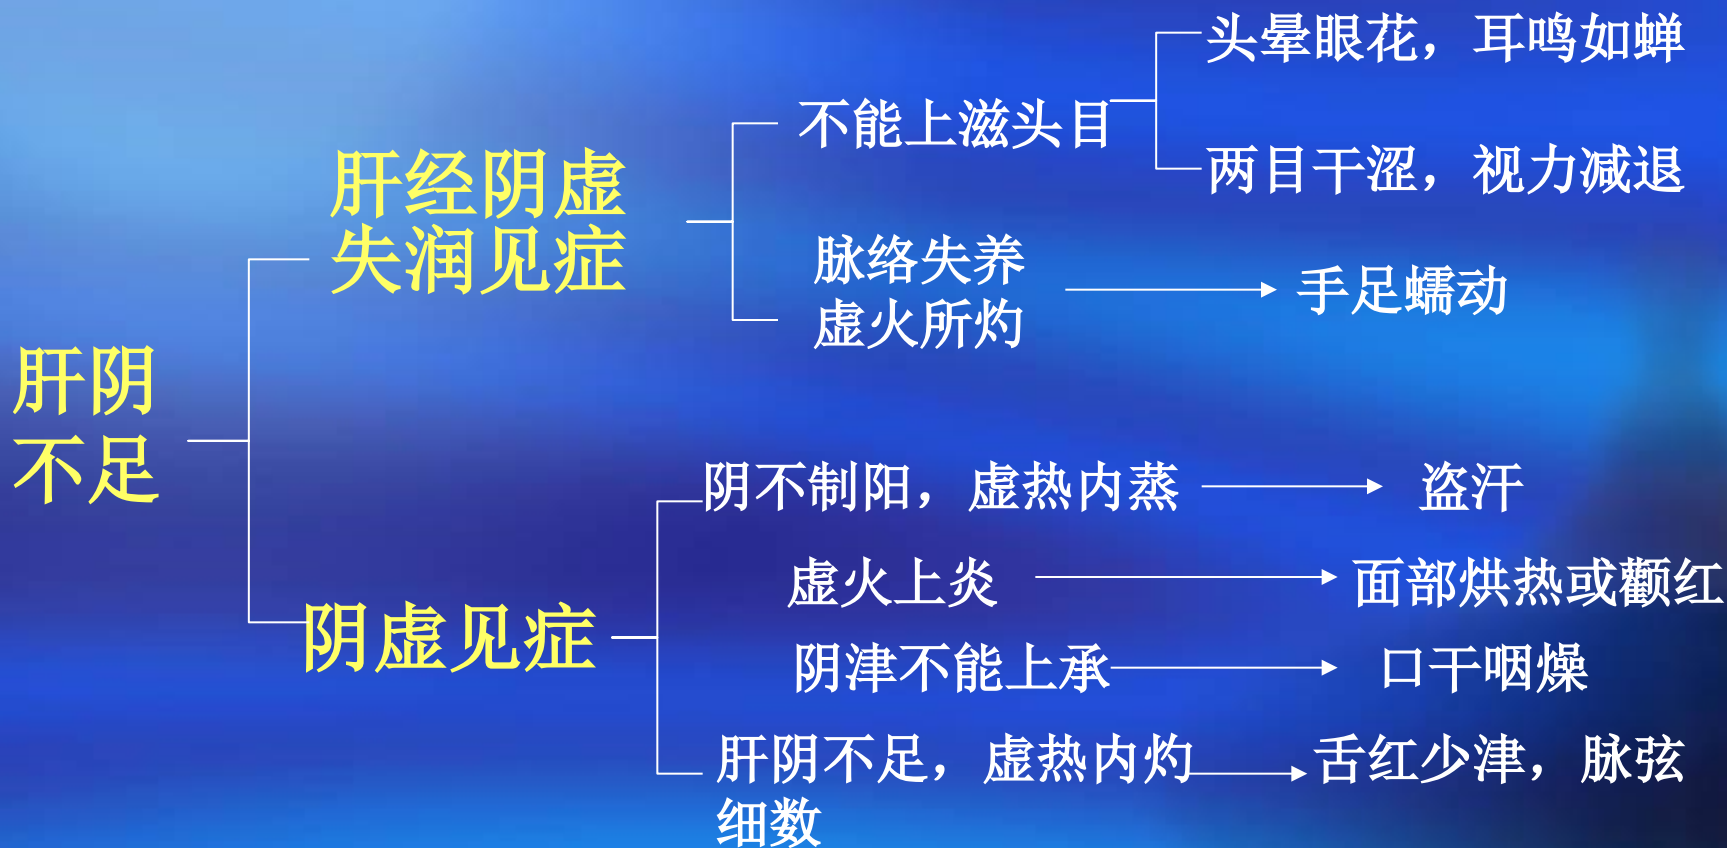 头晕眼花，耳鸣如蝉
不能上滋头目
两目干涩，视力减退
肝经阴虚
失润见症
脉络失养
虚火所灼
手足蠕动
肝阴
不足
阴不制阳，虚热内蒸
盗汗
虚火上炎
面部烘热或颧红
阴虚见症
阴津不能上承
口干咽燥
肝阴不足，虚热内灼
舌红少津，脉弦
细数